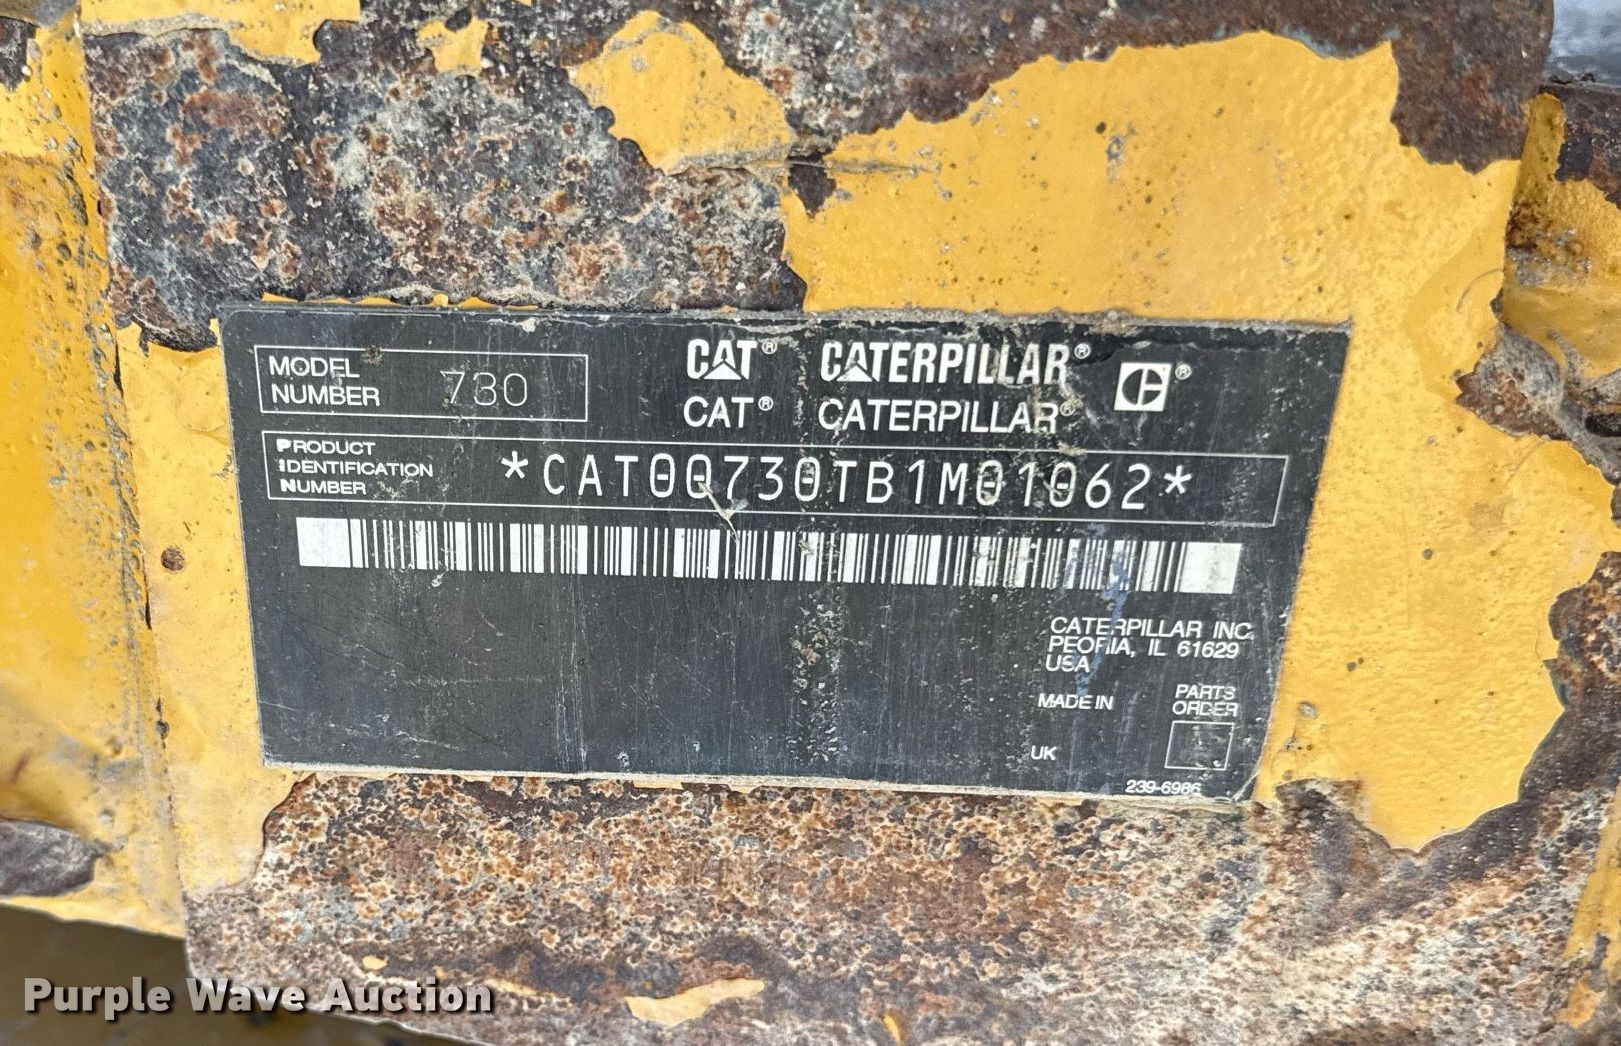 MODEL
NUMBER 730
CAT® CATERPILLAR® ®
CAT® CATERPILLAR®
PRODUCT
IDENTIFICATION
NUMBER
*CAT00730TB1M01062*
CATERPILLAR INC.
PEORIA, IL 61629
USA
MADE IN
UK
PARTS
ORDER
239-6986
Purple Wave Auction